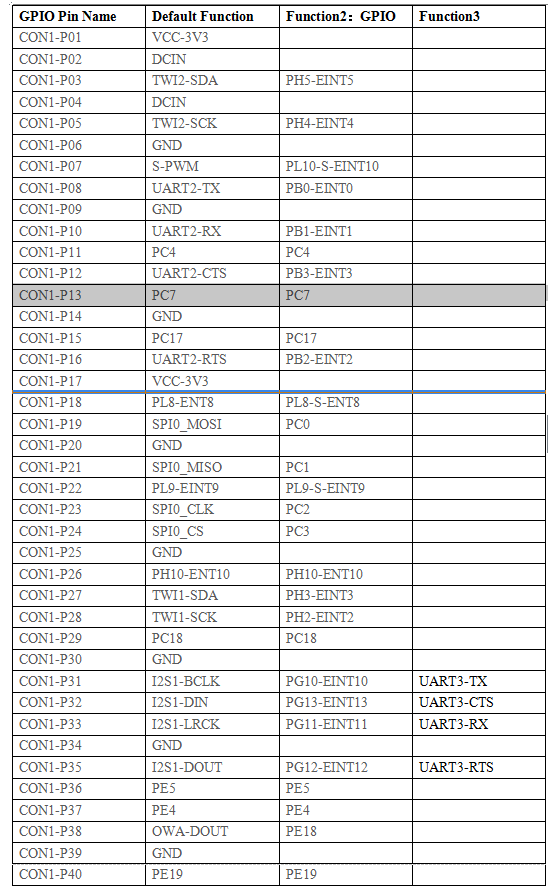 GPIO Pin Name Default Function Function2：GPIO Function3
CON1-P01 VCC-3V3
CON1-P02 DCIN
CON1-P03 TWI2-SDA PH5-EINT5
CON1-P04 DCIN
CON1-P05 TWI2-SCK PH4-EINT4
CON1-P06 GND
CON1-P07 S-PWM PL10-S-EINT10
CON1-P08 UART2-TX PB0-EINT0
CON1-P09 GND
CON1-P10 UART2-RX PB1-EINT1
CON1-P11 PC4 PC4
CON1-P12 UART2-CTS PB3-EINT3
CON1-P13 PC7 PC7
CON1-P14 GND
CON1-P15 PC17 PC17
CON1-P16 UART2-RTS PB2-EINT2
CON1-P17 VCC-3V3
CON1-P18 PL8-ENT8 PL8-S-ENT8
CON1-P19 SPI0_MOSI PC0
CON1-P20 GND
CON1-P21 SPI0_MISO PC1
CON1-P22 PL9-EINT9 PL9-S-EINT9
CON1-P23 SPI0_CLK PC2
CON1-P24 SPI0_CS PC3
CON1-P25 GND
CON1-P26 PH10-ENT10 PH10-ENT10
CON1-P27 TWI1-SDA PH3-EINT3
CON1-P28 TWI1-SCK PH2-EINT2
CON1-P29 PC18 PC18
CON1-P30 GND
CON1-P31 I2S1-BCLK PG10-EINT10 UART3-TX
CON1-P32 I2S1-DIN PG13-EINT13 UART3-CTS
CON1-P33 I2S1-LRCK PG11-EINT11 UART3-RX
CON1-P34 GND
CON1-P35 I2S1-DOUT PG12-EINT12 UART3-RTS
CON1-P36 PE5 PE5
CON1-P37 PE4 PE4
CON1-P38 OWA-DOUT PE18
CON1-P39 GND
CON1-P40 PE19 PE19